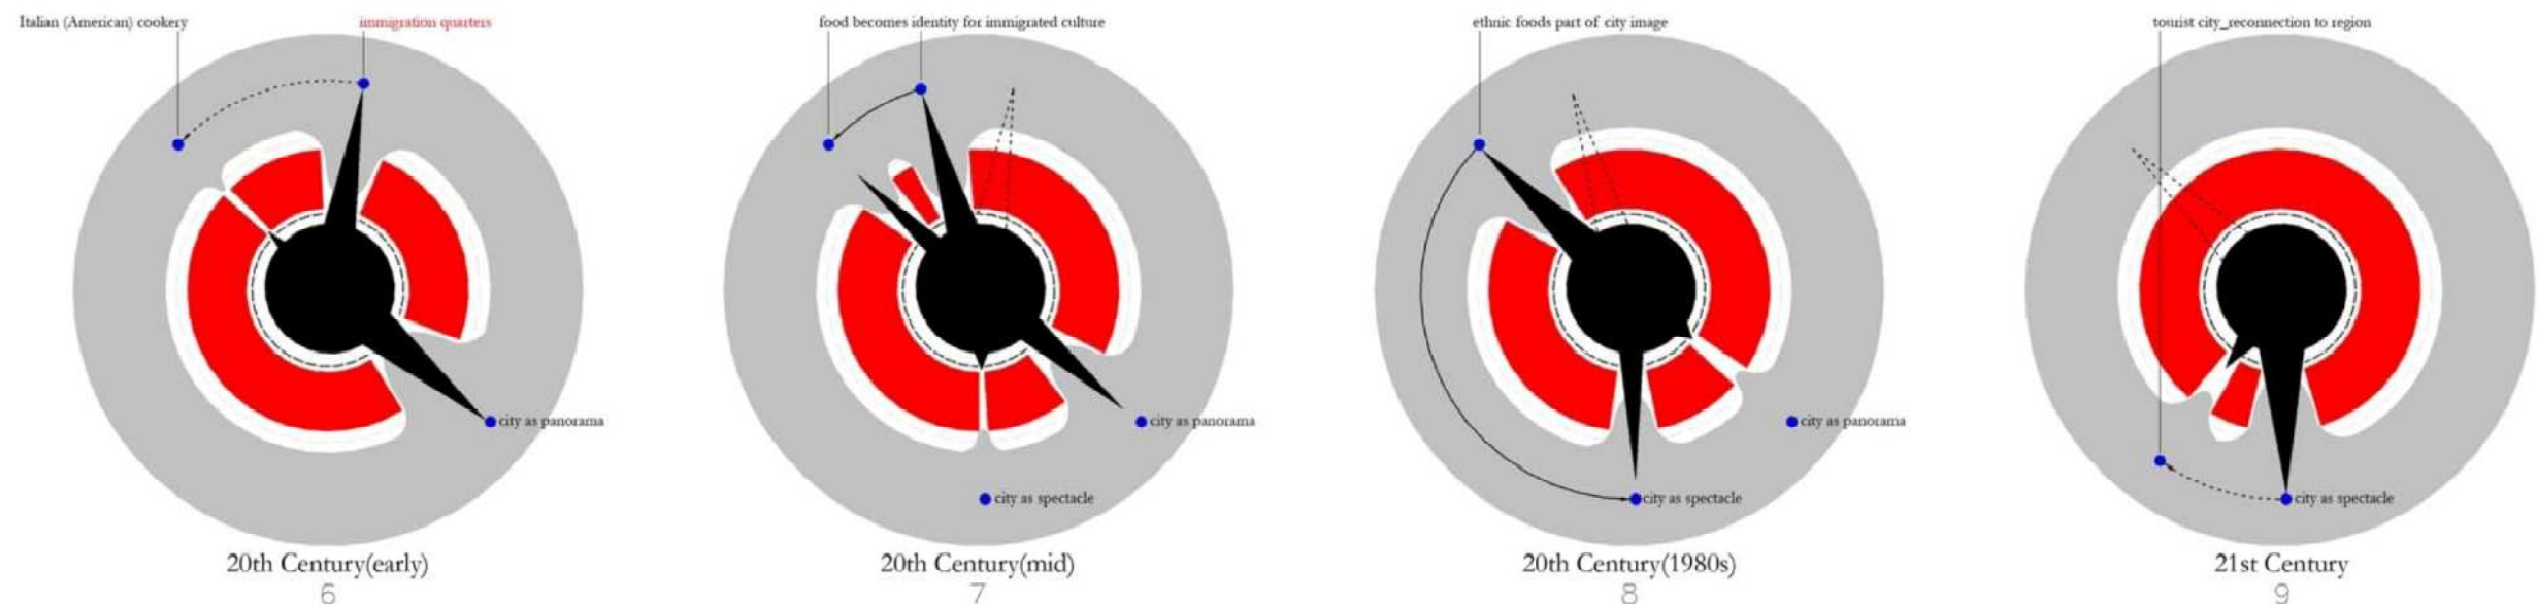 Italian (American) cookery
immigration quarters
city as panorama
20th Century(early)
6
food becomes identity for immigrated culture
city as panorama
city as spectacle
20th Century(mid)
7
ethnic foods part of city image
city as panorama
city as spectacle
20th Century(1980s)
8
tourist city_reconnection to region
city as spectacle
21st Century
9